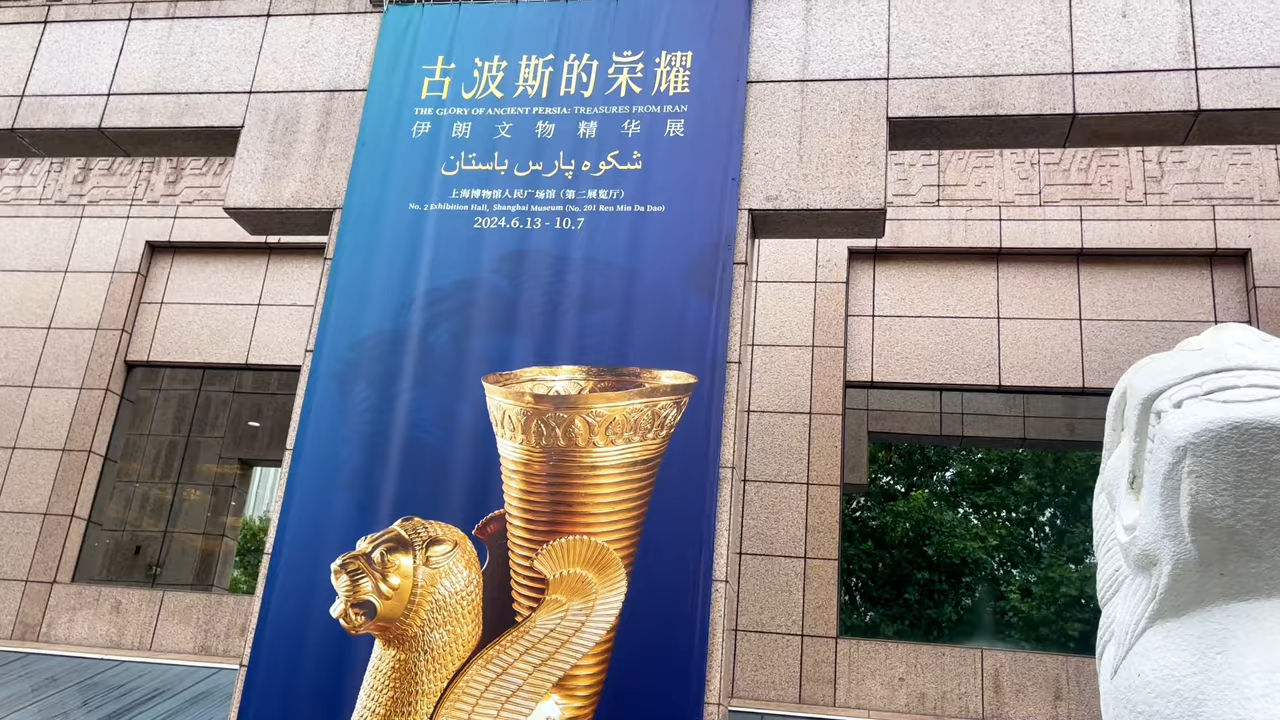 古波斯的荣耀
THE GLORY OF ANCIENT PERSIA: TREASURES FROM IRAN
伊朗文物精华展
شکوه پارس باستان
上海博物馆人民广场馆（第二展览厅）
No. 2 Exhibition Hall, Shanghai Museum (No. 201 Ren Min Da Dao)
2024.6.13 - 10.7